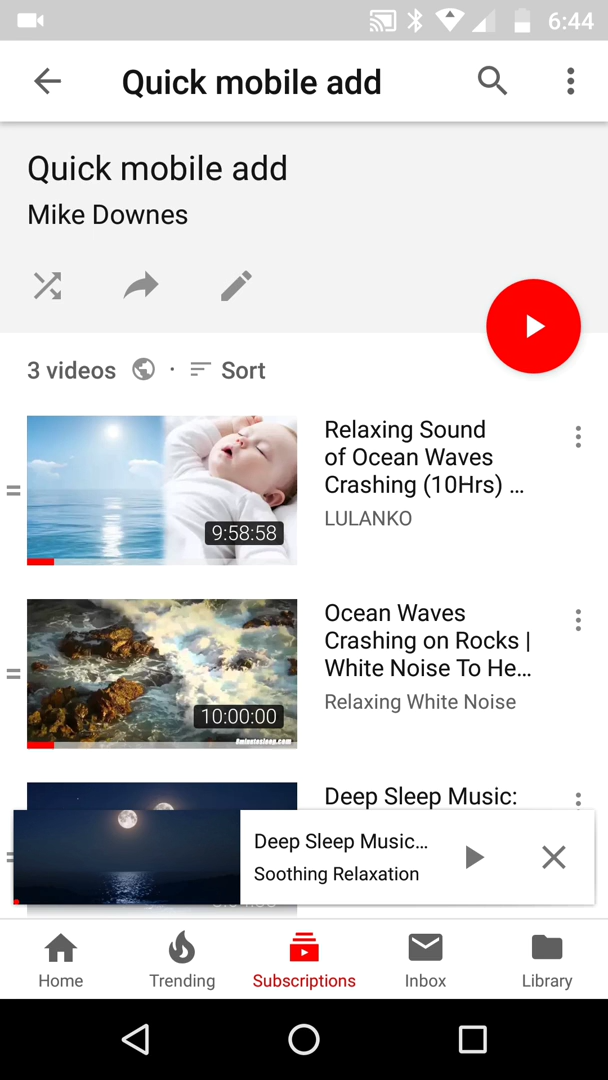 6:44
Quick mobile add
Quick mobile add
Mike Downes
3 videos · Sort
Relaxing Sound
of Ocean Waves
Crashing (10Hrs) ...
LULANKO
9:58:58
Ocean Waves
Crashing on Rocks |
White Noise To He...
Relaxing White Noise
10:00:00
Deep Sleep Music:
Deep Sleep Music...
Soothing Relaxation
Home
Trending
Subscriptions
Inbox
Library